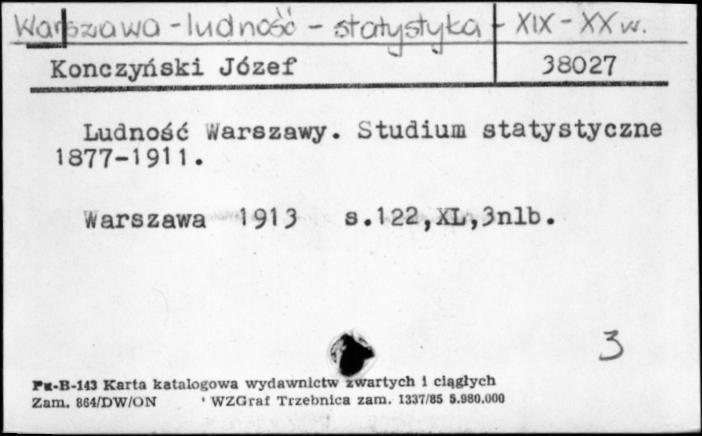 Warszawa - ludność - statystyka - XIX - XX w.
Konczyński Józef 38027
Ludność Warszawy. Studium statystyczne
1877-1911.
Warszawa 1913 s.122,XL,3nlb.
3
Pu-B-143 Karta katalogowa wydawnictw zwartych i ciągłych
Zam. 864/DW/ON WZGraf Trzebnica zam. 1337/85 5.980.000